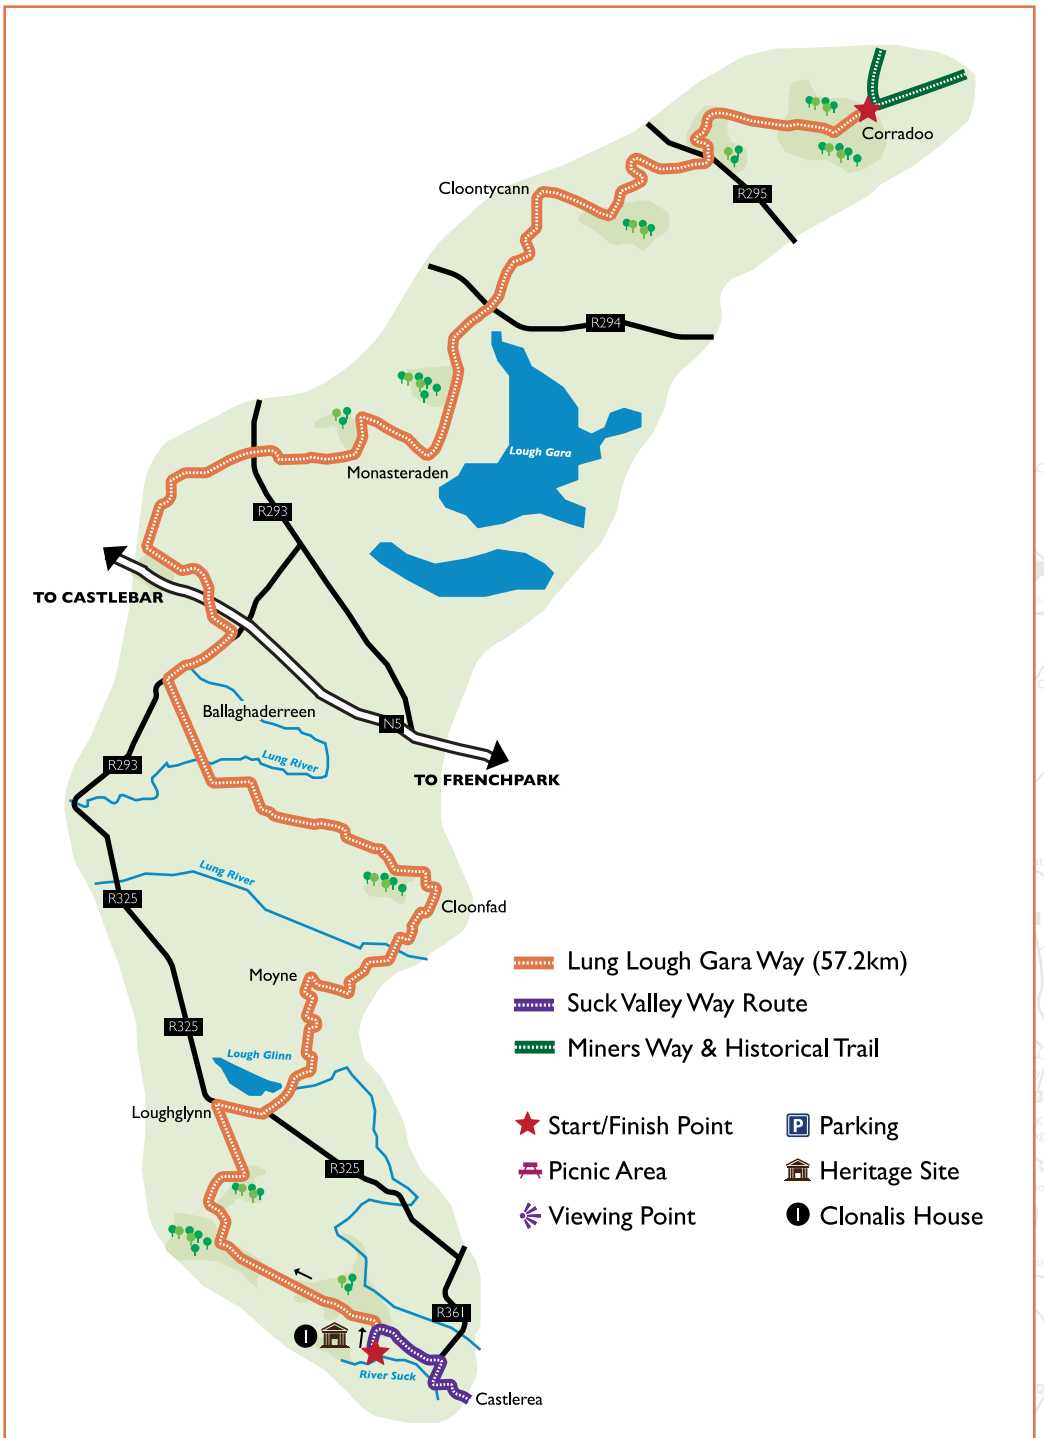 Corradoo
Cloontycann
R295
R294
Lough Gara
Monasteraden
R293
TO CASTLEBAR
Ballaghaderreen
N5
Lung River
R293
TO FRENCHPARK
Lung River
R325
Cloonfad
Lung Lough Gara Way (57.2km)
Moyne
Suck Valley Way Route
R325
Miners Way & Historical Trail
Lough Glinn
Loughglynn
Start/Finish Point
Parking
P
R325
Picnic Area
Heritage Site
Viewing Point
1 Clonalis House
R361
1
River Suck
Castlerea